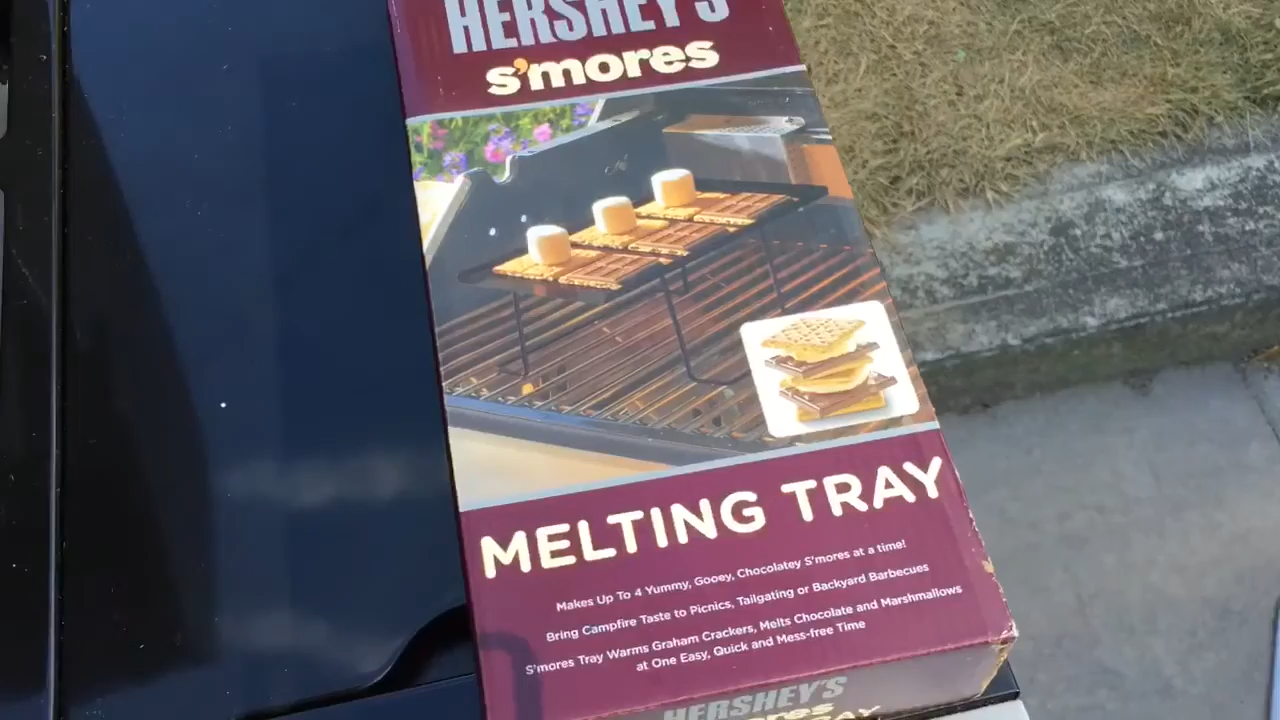 HERSHEY'S
s'mores
MELTING TRAY
Makes Up To 4 Yummy, Gooey, Chocolatey S'mores at a time!
Bring Campfire Taste to Picnics, Tailgating or Backyard Barbecues
S'mores Tray Warms Graham Crackers, Melts Chocolate and Marshmallows
at One Easy, Quick and Mess-free Time
HERSHEY'S